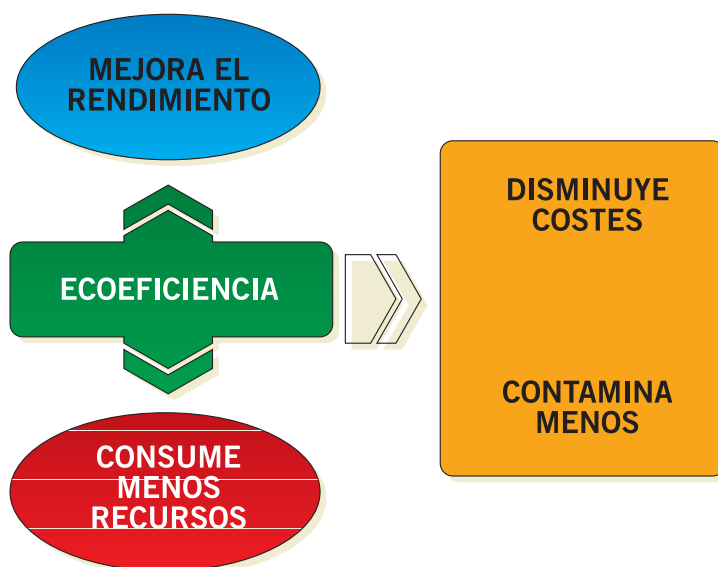 MEJORA EL
RENDIMIENTO
ECOEFICIENCIA
CONSUME
MENOS
RECURSOS
DISMINUYE
COSTES
CONTAMINA
MENOS